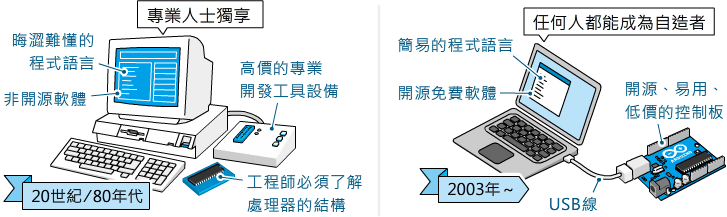 專業人士獨享
晦澀難懂的
程式語言
非開源軟體
高價的專業
開發工具設備
工程師必須了解
處理器的結構
20世紀/80年代
任何人都能成為自造者
簡易的程式語言
開源免費軟體
開源、易用、
低價的控制板
USB線
2003年~